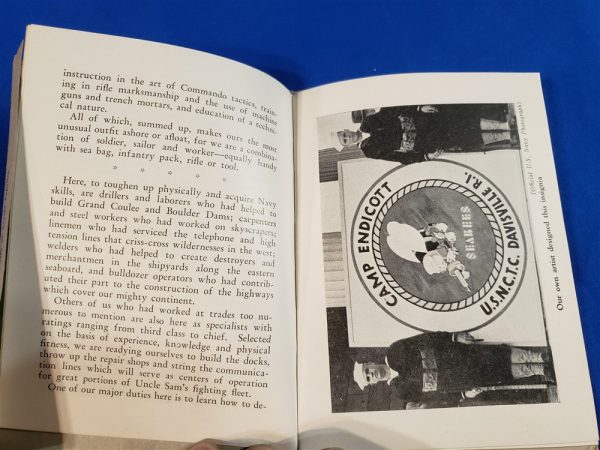 instruction in the art of Commando tactics, train-
ing in rifle marksmanship and the use of machine
guns and trench mortars, and education of a techni-
cal nature.
All of which, summed up, makes ours the most
unusual outfit ashore or afloat, for we are a combina-
tion of soldier, sailor and worker—equally handy
with sea bag, infantry pack, rifle or tool.
* * * * *
Here, to toughen up physically and acquire Navy
skills, are drillers and laborers who had helped to
build Grand Coulee and Boulder Dams; carpenters
and steel workers who had worked on skyscrapers;
linemen who had serviced the telephone and high
tension lines that criss-cross wildernesses in the west;
welders who had helped to create destroyers and
merchantmen in the shipyards along the eastern
seaboard, and bulldozer operators who had contrib-
uted their part to the construction of the highways
which cover our mighty continent.
Others of us who had worked at trades too nu-
merous to mention are also here as specialists with
ratings ranging from third class to chief. Selected
on the basis of experience, knowledge and physical
fitness, we are readying ourselves to build the docks,
throw up the repair shops and string the communica-
tion lines which will serve as centers of operation
for great portions of Uncle Sam's fighting fleet.
One of our major duties here is to learn how to de-
CAMP ENDICOTT
SEABEES
U.S.N.C.T.C. DAVISVILLE R.I.
(Official U. S. Navy Photograph)
Our own artist designed this insignia